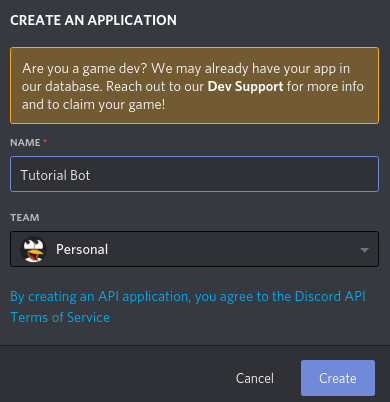 CREATE AN APPLICATION
Are you a game dev? We may already have your app in
our database. Reach out to our Dev Support for more info
and to claim your game!
NAME *
Tutorial Bot
TEAM
Personal
By creating an API application, you agree to the Discord API
Terms of Service
Cancel Create